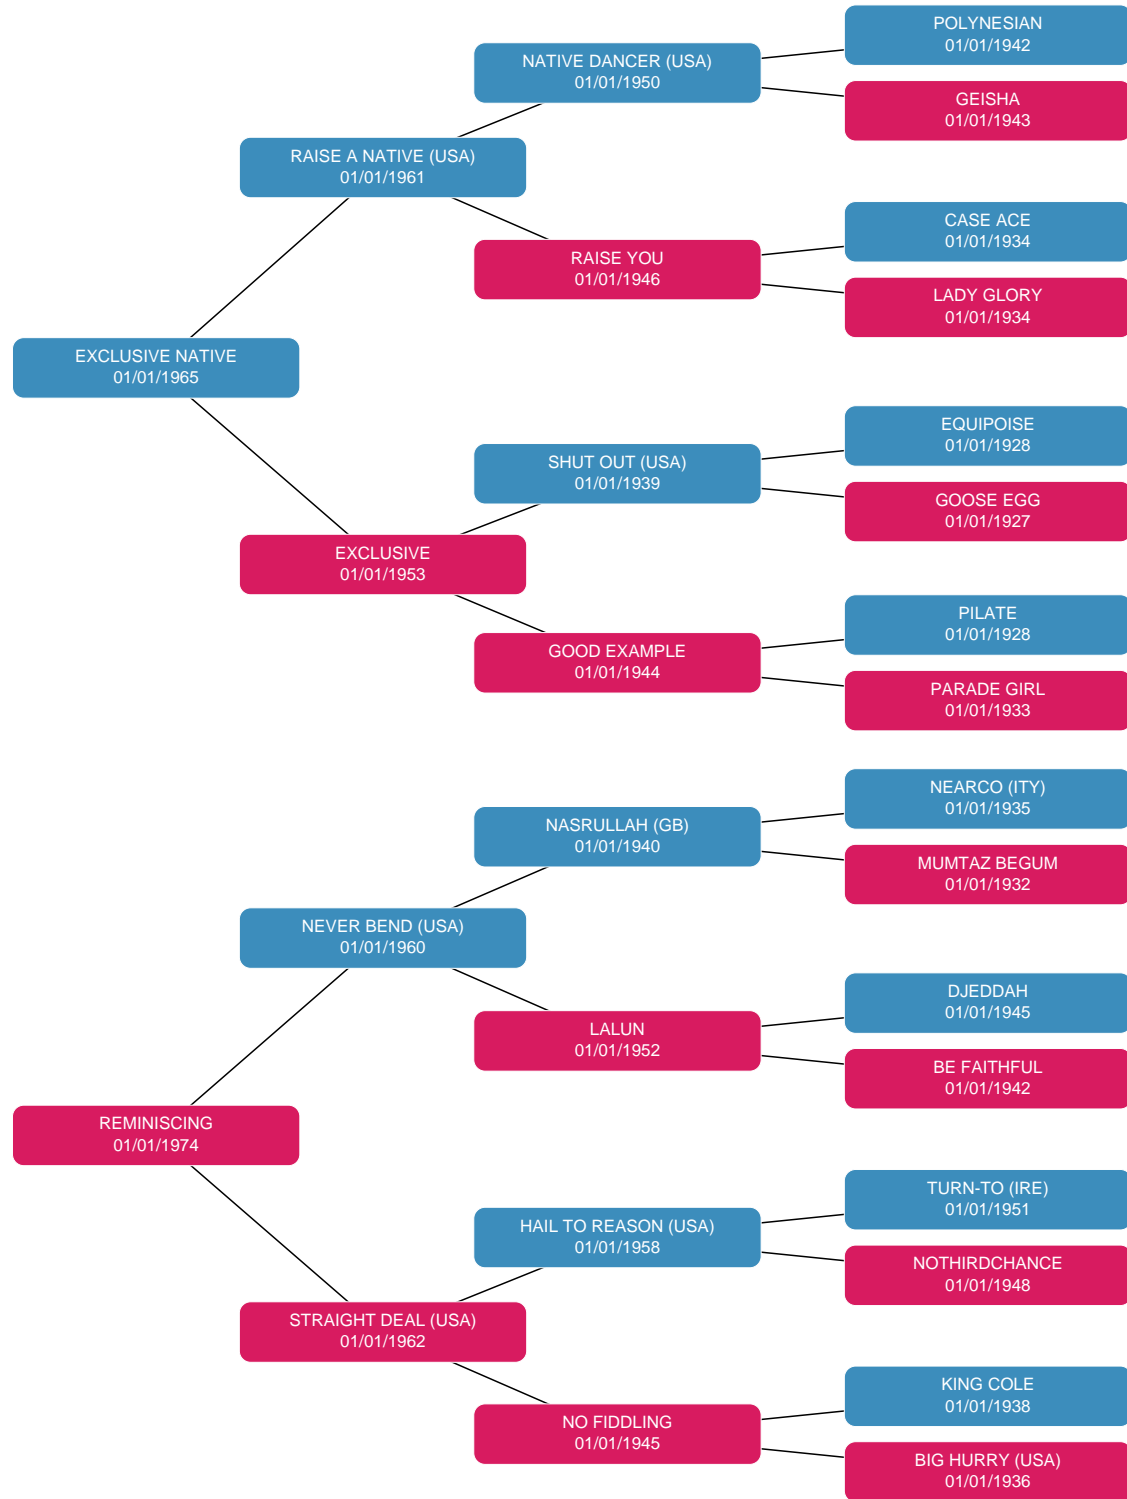 POLYNESIAN
01/01/1942
NATIVE DANCER (USA)
01/01/1950
GEISHA
01/01/1943
RAISE A NATIVE (USA)
01/01/1961
CASE ACE
01/01/1934
RAISE YOU
01/01/1946
LADY GLORY
01/01/1934
EXCLUSIVE NATIVE
01/01/1965
EQUIPOISE
01/01/1928
SHUT OUT (USA)
01/01/1939
GOOSE EGG
01/01/1927
EXCLUSIVE
01/01/1953
PILATE
01/01/1928
GOOD EXAMPLE
01/01/1944
PARADE GIRL
01/01/1933
NEARCO (ITY)
01/01/1935
NASRULLAH (GB)
01/01/1940
MUMTAZ BEGUM
01/01/1932
NEVER BEND (USA)
01/01/1960
DJEDDAH
01/01/1945
LALUN
01/01/1952
BE FAITHFUL
01/01/1942
REMINISCING
01/01/1974
TURN-TO (IRE)
01/01/1951
HAIL TO REASON (USA)
01/01/1958
NOTHIRDCHANCE
01/01/1948
STRAIGHT DEAL (USA)
01/01/1962
KING COLE
01/01/1938
NO FIDDLING
01/01/1945
BIG HURRY (USA)
01/01/1936